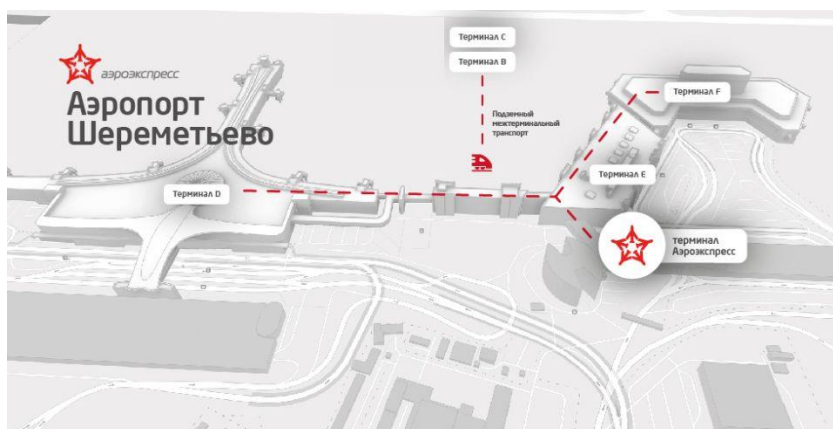 аэроэкспресс
Аэропорт
Шереметьево
Терминал C
Терминал B
Подземный
межтерминальный
транспорт
Терминал F
Терминал E
Терминал D
терминал
Аэроэкспресс